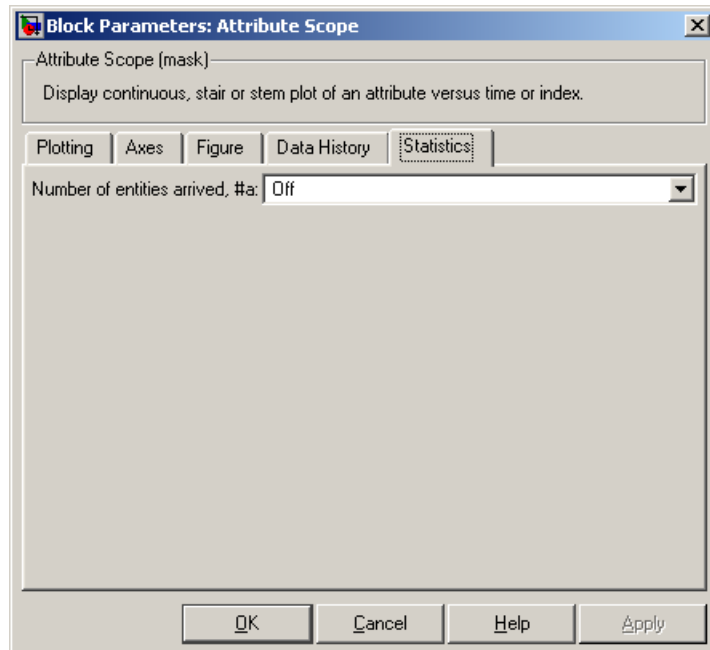 Block Parameters: Attribute Scope
Attribute Scope (mask)
Display continuous, stair or stem plot of an attribute versus time or index.
Plotting Axes Figure Data History Statistics
Number of entities arrived, #a: Off
OK Cancel Help Apply